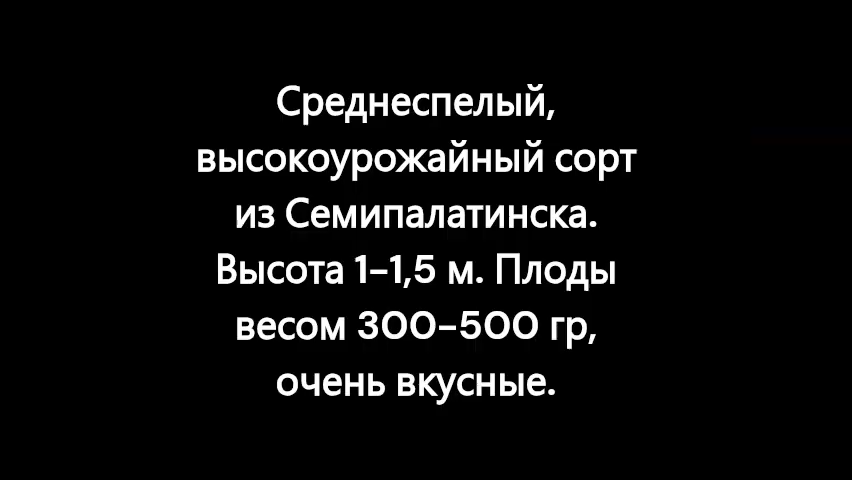 Среднеспелый,
высокоурожайный сорт
из Семипалатинска.
Высота 1-1,5 м. Плоды
весом 300-500 гр,
очень вкусные.